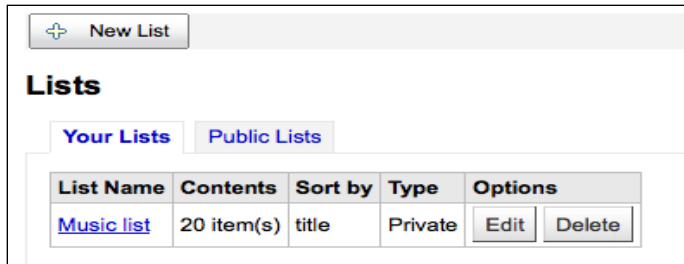 New List
Lists
Your Lists Public Lists
List Name Contents Sort by Type Options
Music list 20 item(s) title Private Edit Delete